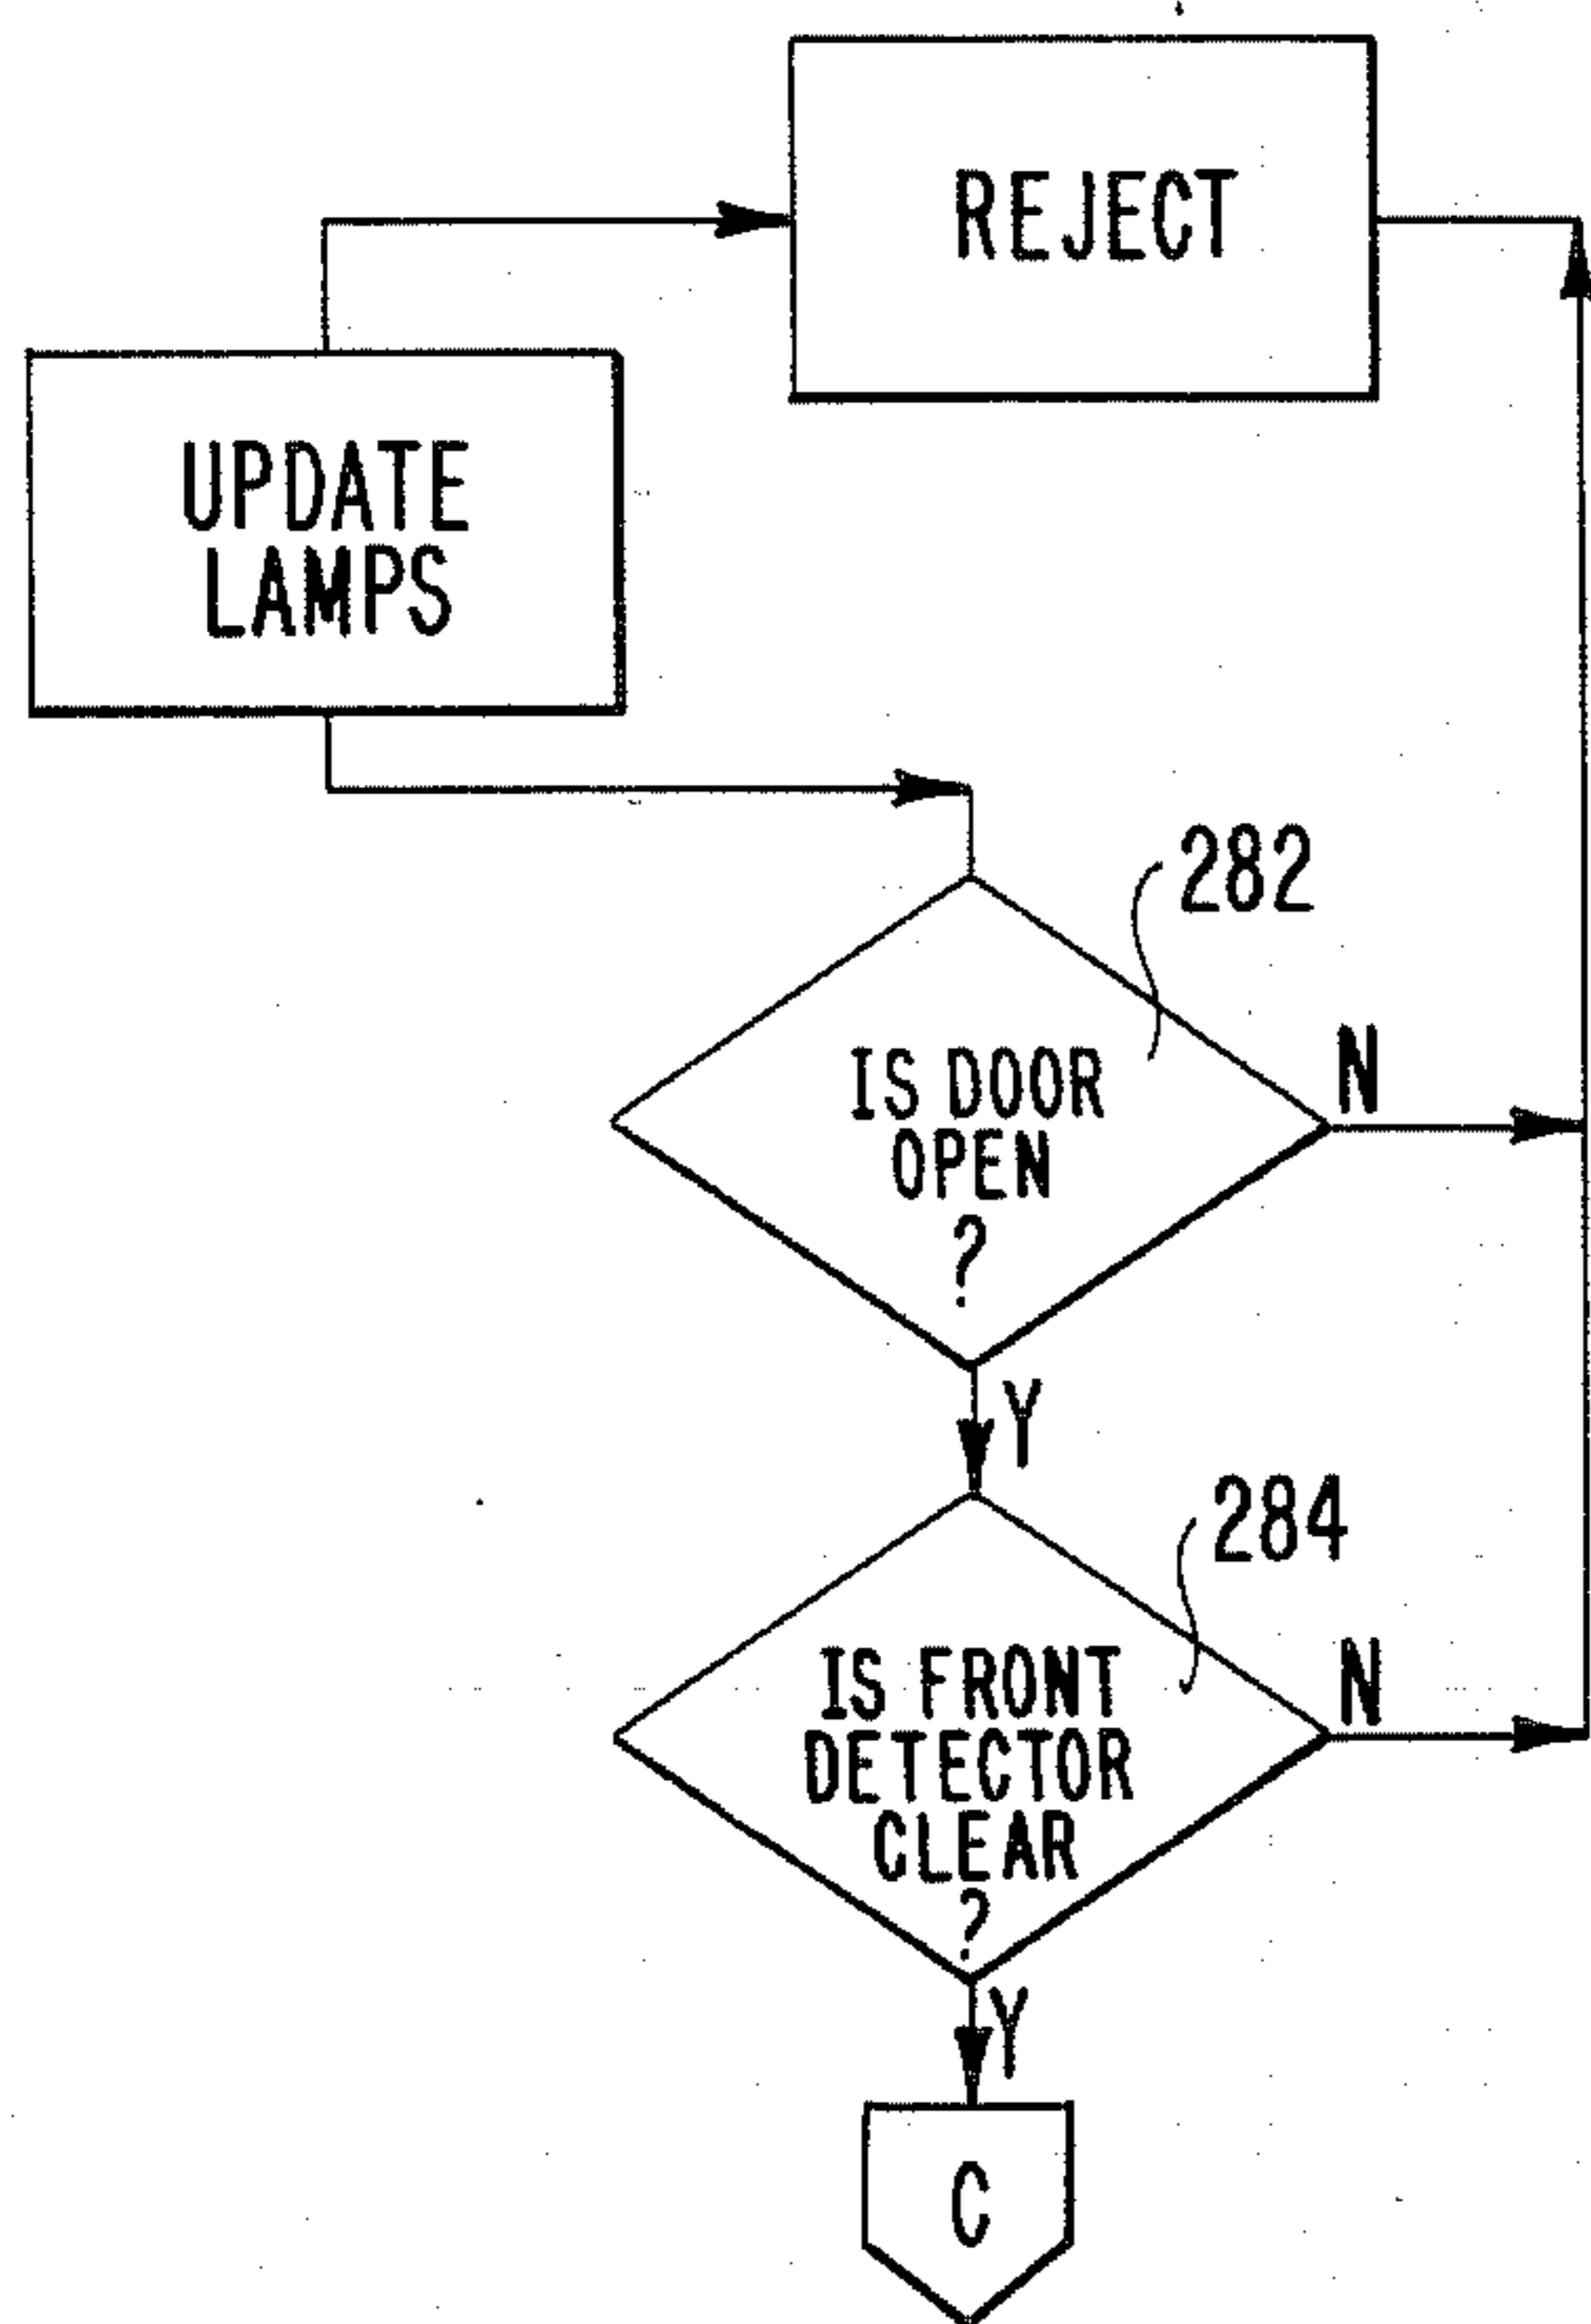 REJECT
UPDATE
LAMPS
282
IS DOOR
OPEN
?
N
Y
284
IS FRONT
DETECTOR
CLEAR
?
N
Y
C